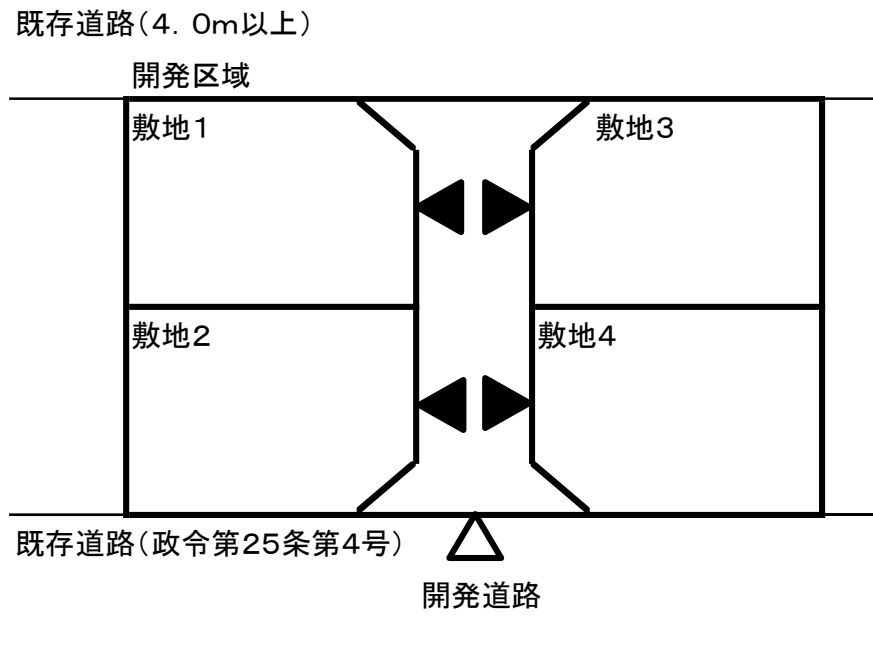 既存道路（4．0m以上）
開発区域
敷地1
敷地3
敷地2
敷地4
既存道路（政令第25条第4号）
開発道路